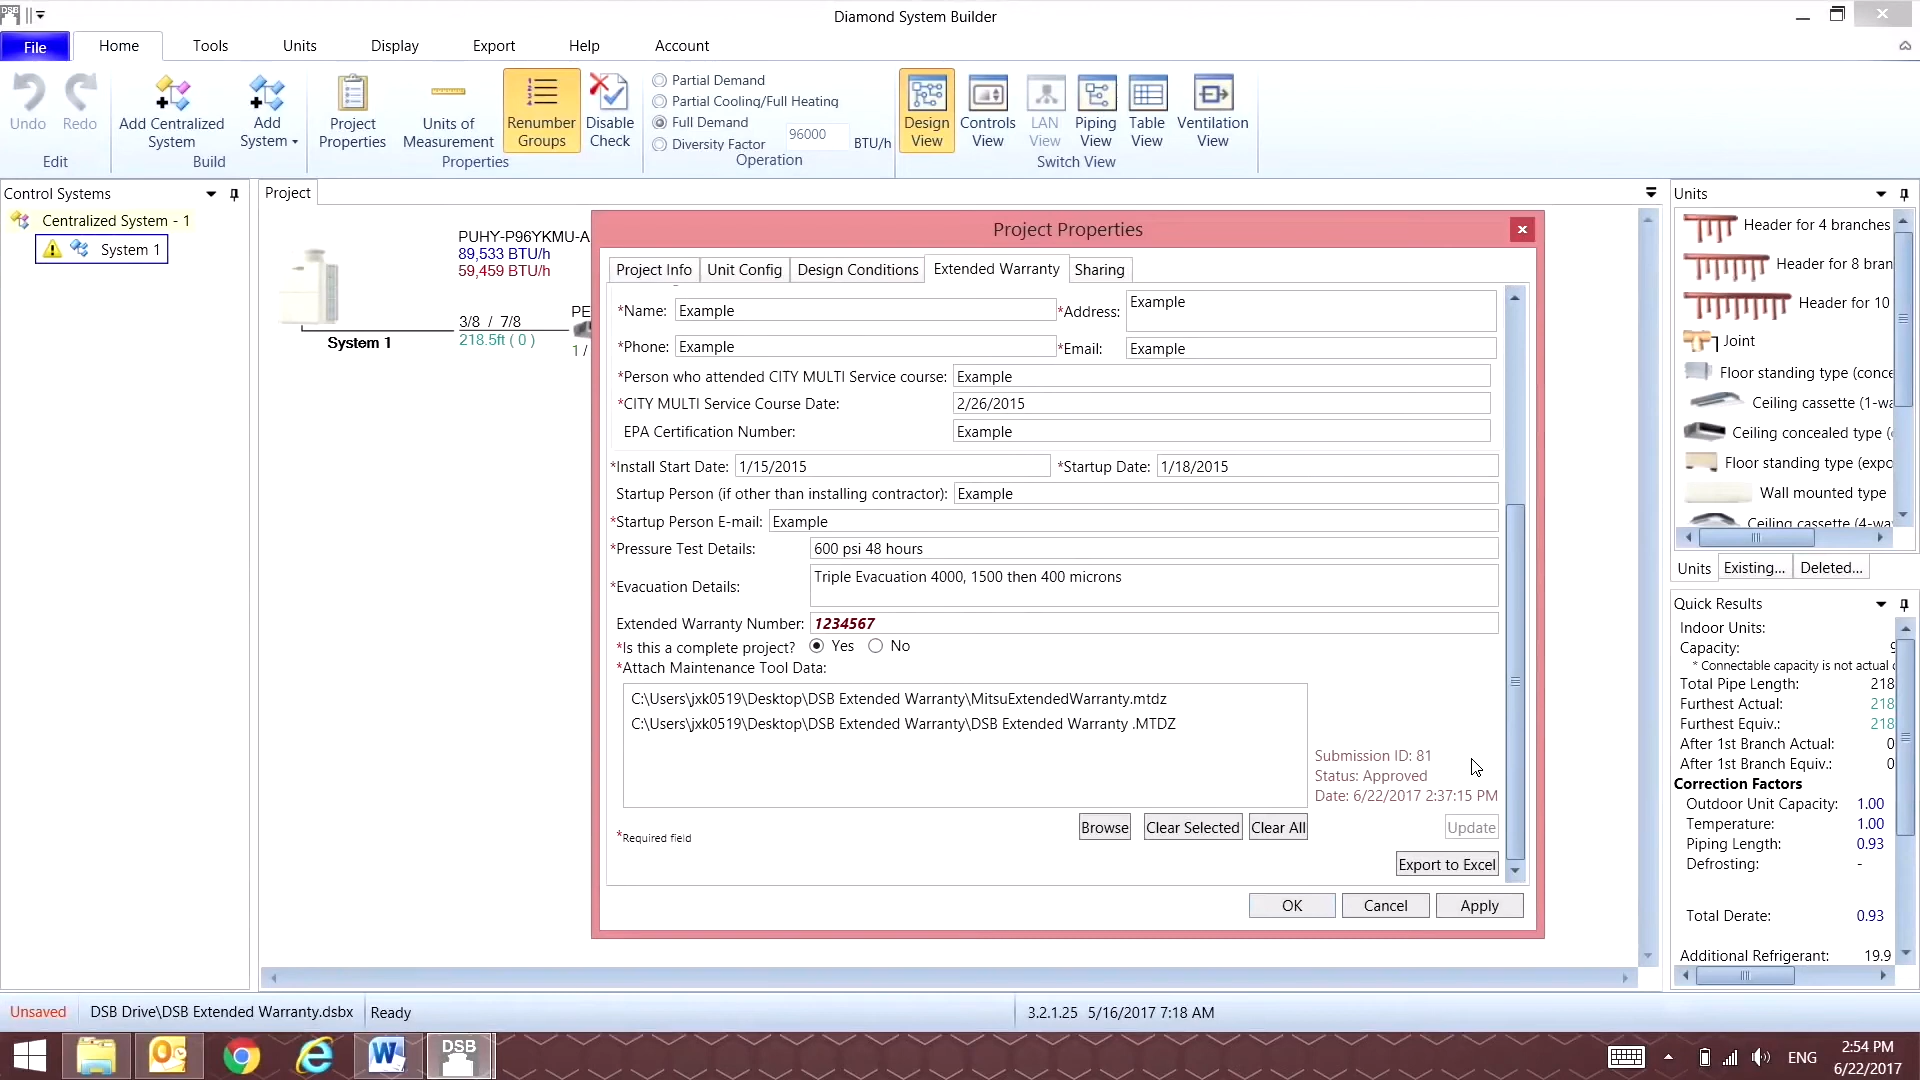 DSB
Diamond System Builder
File
Home
Tools
Units
Display
Export
Help
Account
Undo
Redo
Edit
Add Centralized
System
Add
System
Build
Project
Properties
Units of
Measurement
Renumber
Groups
Disable
Check
Properties
Partial Demand
Partial Cooling/Full Heating
Full Demand
Diversity Factor
96000
BTU/h
Operation
Design
View
Controls
View
LAN
View
Piping
View
Table
View
Ventilation
View
Switch View
Control Systems
Centralized System - 1
System 1
Project
PUHY-P96YKMU-A
89,533 BTU/h
59,459 BTU/h
3/8 / 7/8
218.5ft ( 0 )
System 1
PE
1 /
Project Properties
Project Info
Unit Config
Design Conditions
Extended Warranty
Sharing
*Name: Example
*Address: Example
*Phone: Example
*Email: Example
*Person who attended CITY MULTI Service course: Example
*CITY MULTI Service Course Date: 2/26/2015
EPA Certification Number: Example
*Install Start Date: 1/15/2015
*Startup Date: 1/18/2015
Startup Person (if other than installing contractor): Example
*Startup Person E-mail: Example
*Pressure Test Details: 600 psi 48 hours
*Evacuation Details: Triple Evacuation 4000, 1500 then 400 microns
Extended Warranty Number: 1234567
*Is this a complete project? Yes No
*Attach Maintenance Tool Data:
C:\Users\jxk0519\Desktop\DSB Extended Warranty\MitsuExtendedWarranty.mtdz
C:\Users\jxk0519\Desktop\DSB Extended Warranty\DSB Extended Warranty .MTDZ
Submission ID: 81
Status: Approved
Date: 6/22/2017 2:37:15 PM
*Required field
Browse
Clear Selected
Clear All
Update
Export to Excel
OK
Cancel
Apply
Units
Header for 4 branches
Header for 8 bran
Header for 10
Joint
Floor standing type (conce
Ceiling cassette (1-wa
Ceiling concealed type (
Floor standing type (expo
Wall mounted type
Ceiling cassette (4-way
Units
Existing...
Deleted...
Quick Results
Indoor Units:
Capacity: 9
* Connectable capacity is not actual c
Total Pipe Length: 218
Furthest Actual: 218
Furthest Equiv.: 218
After 1st Branch Actual: 0
After 1st Branch Equiv.: 0
Correction Factors
Outdoor Unit Capacity: 1.00
Temperature: 1.00
Piping Length: 0.93
Defrosting: -
Total Derate: 0.93
Additional Refrigerant: 19.9
Unsaved
DSB Drive\DSB Extended Warranty.dsbx
Ready
3.2.1.25 5/16/2017 7:18 AM
DSB
ENG
2:54 PM
6/22/2017